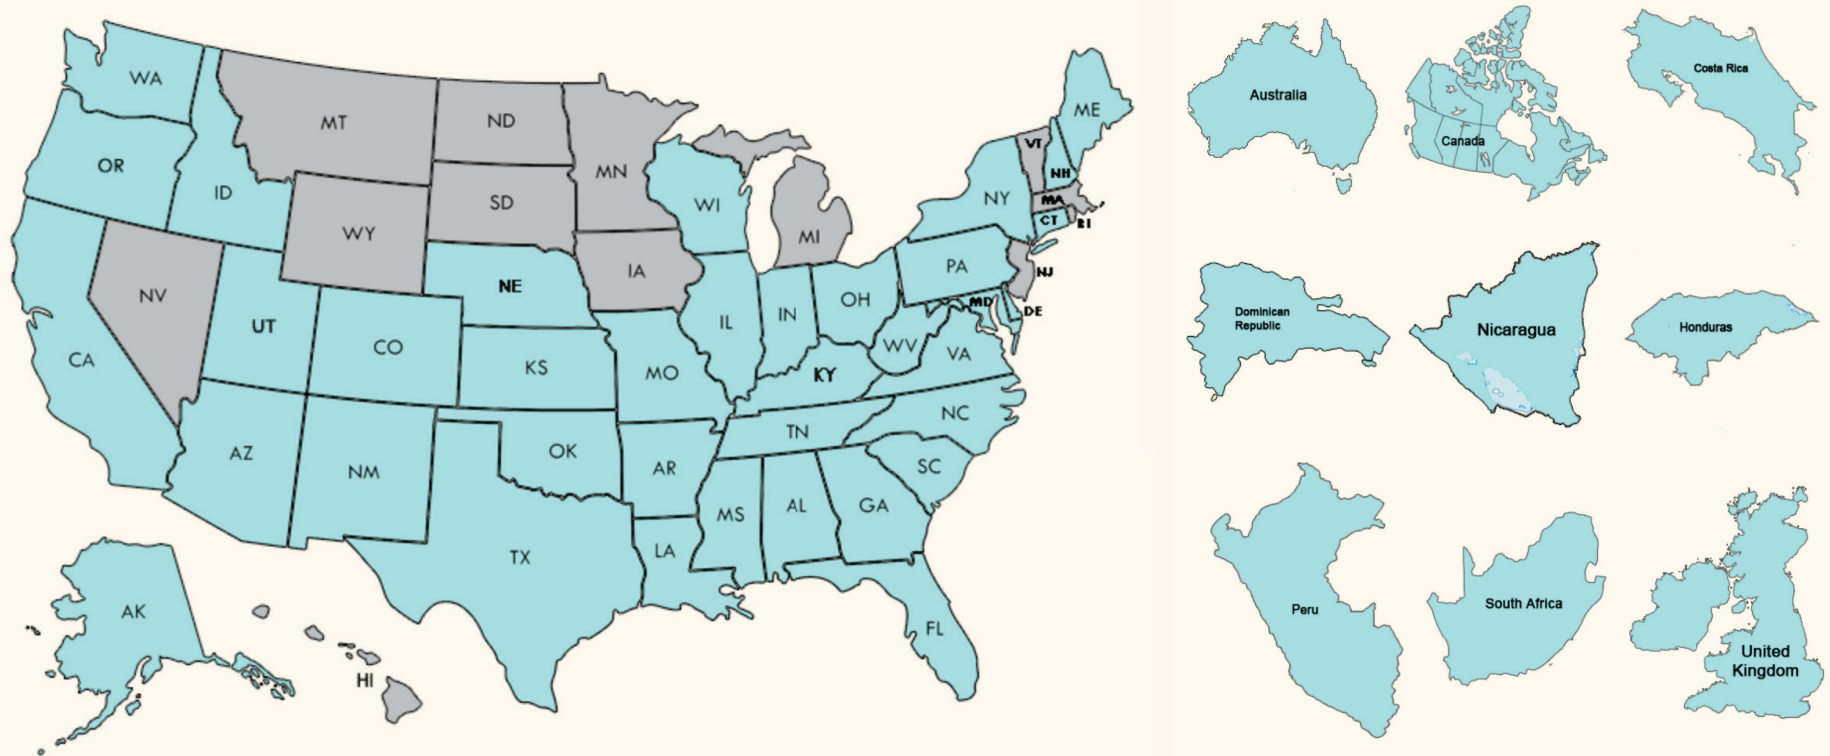 WA
MT
ND
MN
ME
VT
NH
OR
ID
SD
WI
NY
MA
CT
RI
WY
MI
NV
NE
IA
PA
NJ
UT
CO
IL
IN
OH
MD
DE
CA
KS
MO
KY
WV
VA
AZ
NM
OK
AR
TN
NC
SC
TX
LA
MS
AL
GA
AK
HI
FL
Australia
Canada
Costa Rica
Dominican
Republic
Nicaragua
Honduras
Peru
South Africa
United
Kingdom